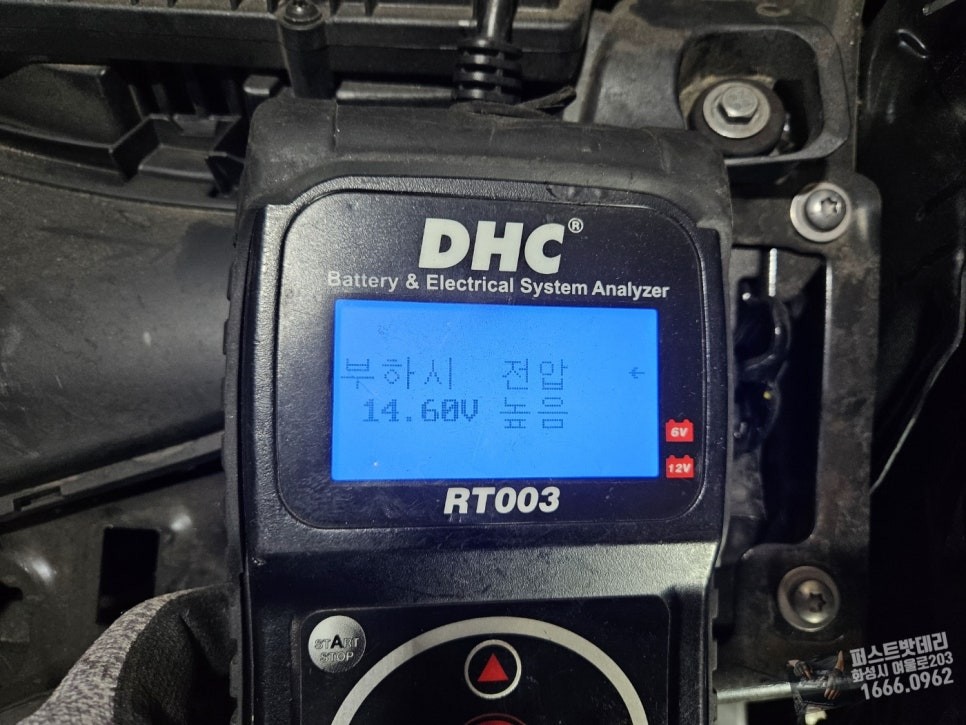 DHC®
Battery & Electrical System Analyzer
부하시 전압 ←
14.60V 높음
6V
12V
RT003
START
STOP
퍼스트밧데리
화성시 여울로203
1666.0962